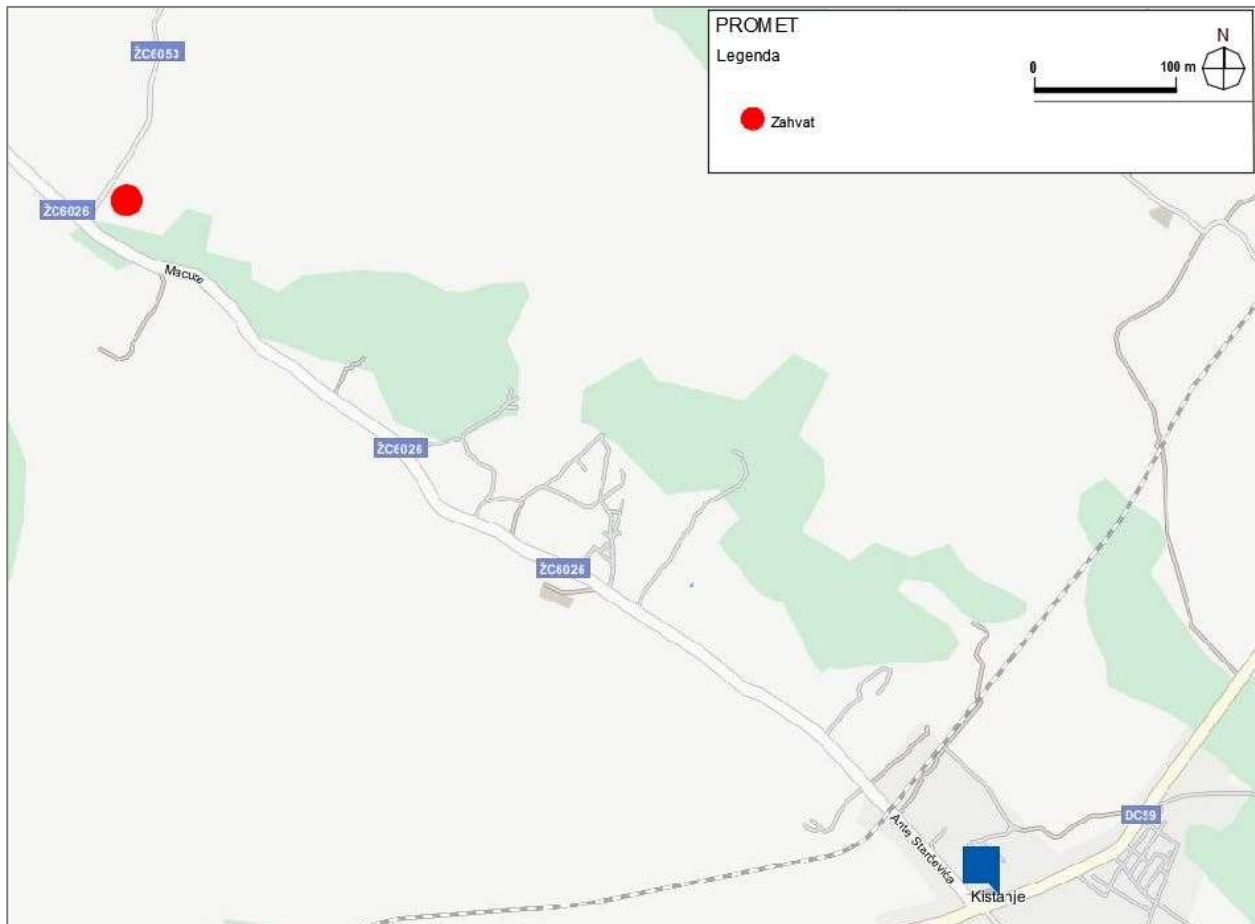 PROMET
Legenda
N
0
100 m
Zahvat
ŽC6053
ŽC6026
Macure
ŽC6026
ŽC6026
DC59
Ante Starčevića
Kistanje